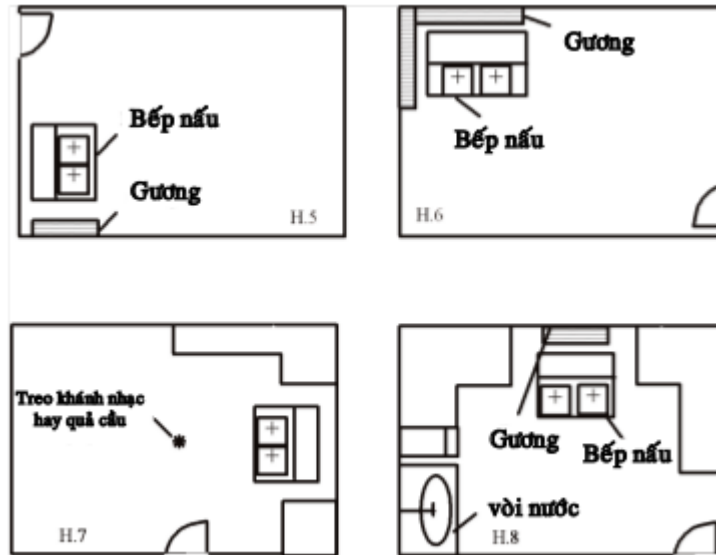 Bếp nấu
Gương
H.5
Gương
Bếp nấu
H.6
Treo khánh nhạc
hay quả cầu
H.7
Gương
Bếp nấu
vòi nước
H.8